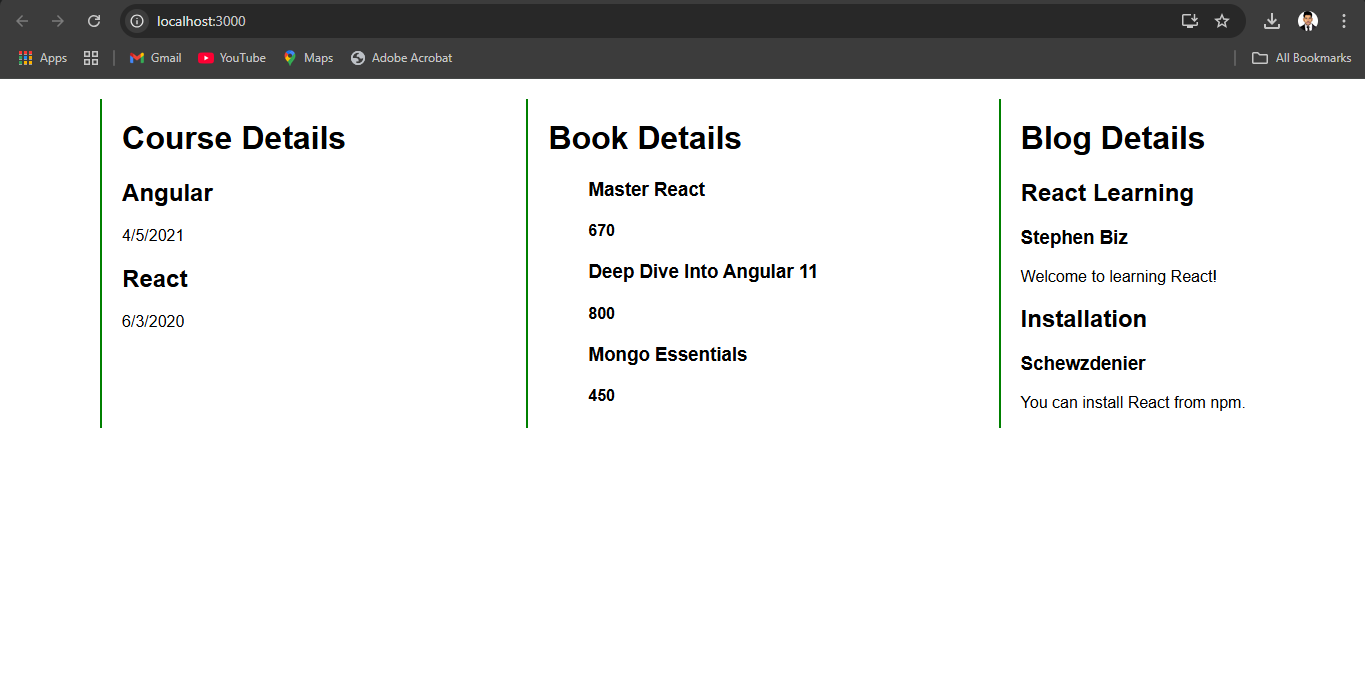 localhost:3000
Apps Gmail YouTube Maps Adobe Acrobat All Bookmarks
Course Details
Angular
4/5/2021
React
6/3/2020
Book Details
Master React
670
Deep Dive Into Angular 11
800
Mongo Essentials
450
Blog Details
React Learning
Stephen Biz
Welcome to learning React!
Installation
Schewzdenier
You can install React from npm.